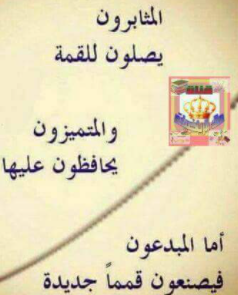 المثابرون
يصلون للقمة
والمتميزون
يحافظون عليها
أما المبدعون
فيصنعون قمماً جديدة